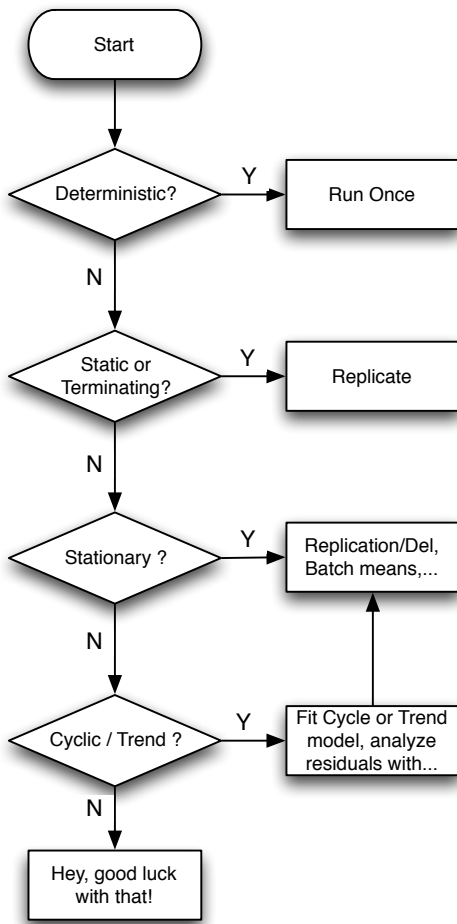 Start
Deterministic?
Y
Run Once
N
Static or
Terminating?
Y
Replicate
N
Stationary ?
Y
Replication/Del,
Batch means,...
N
Cyclic / Trend ?
Y
Fit Cycle or Trend
model, analyze
residuals with...
N
Hey, good luck
with that!